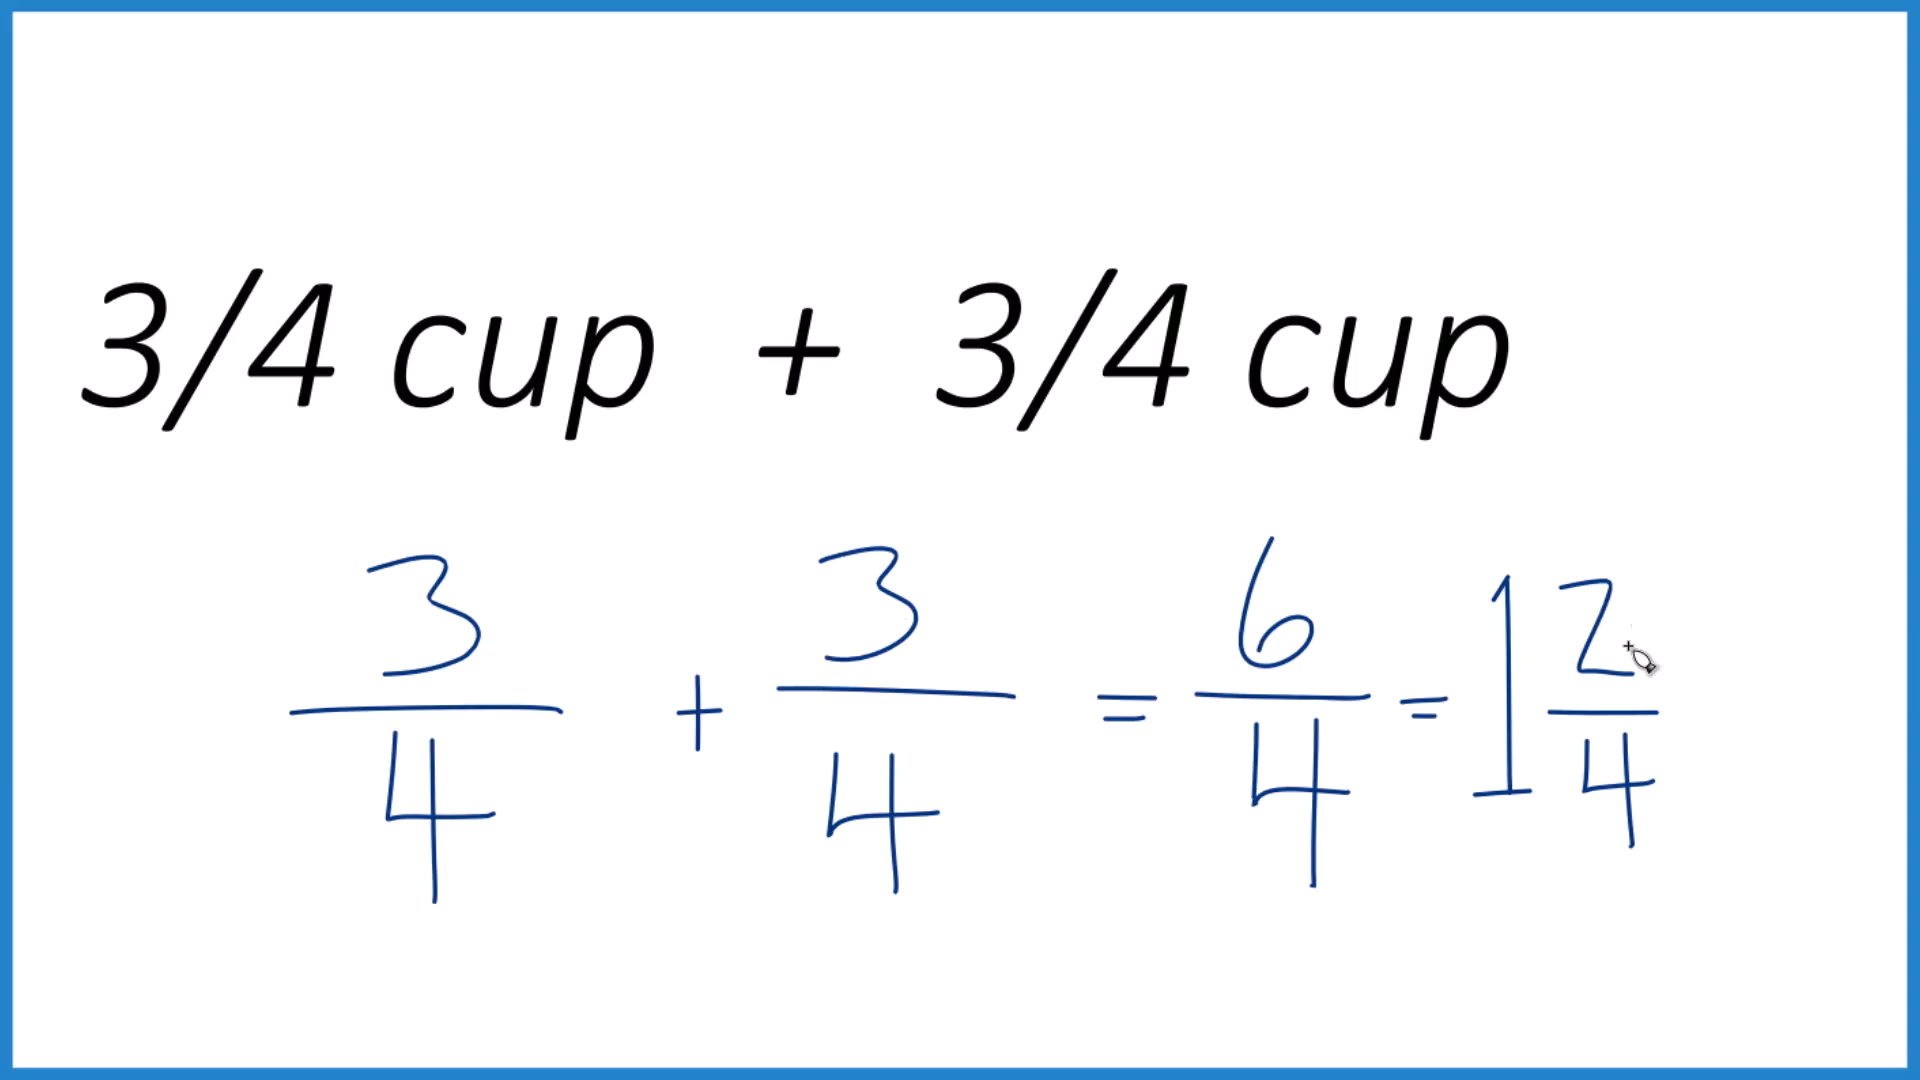 3/4 cup + 3/4 cup
3/4 + 3/4 = 6/4 = 1 2/4